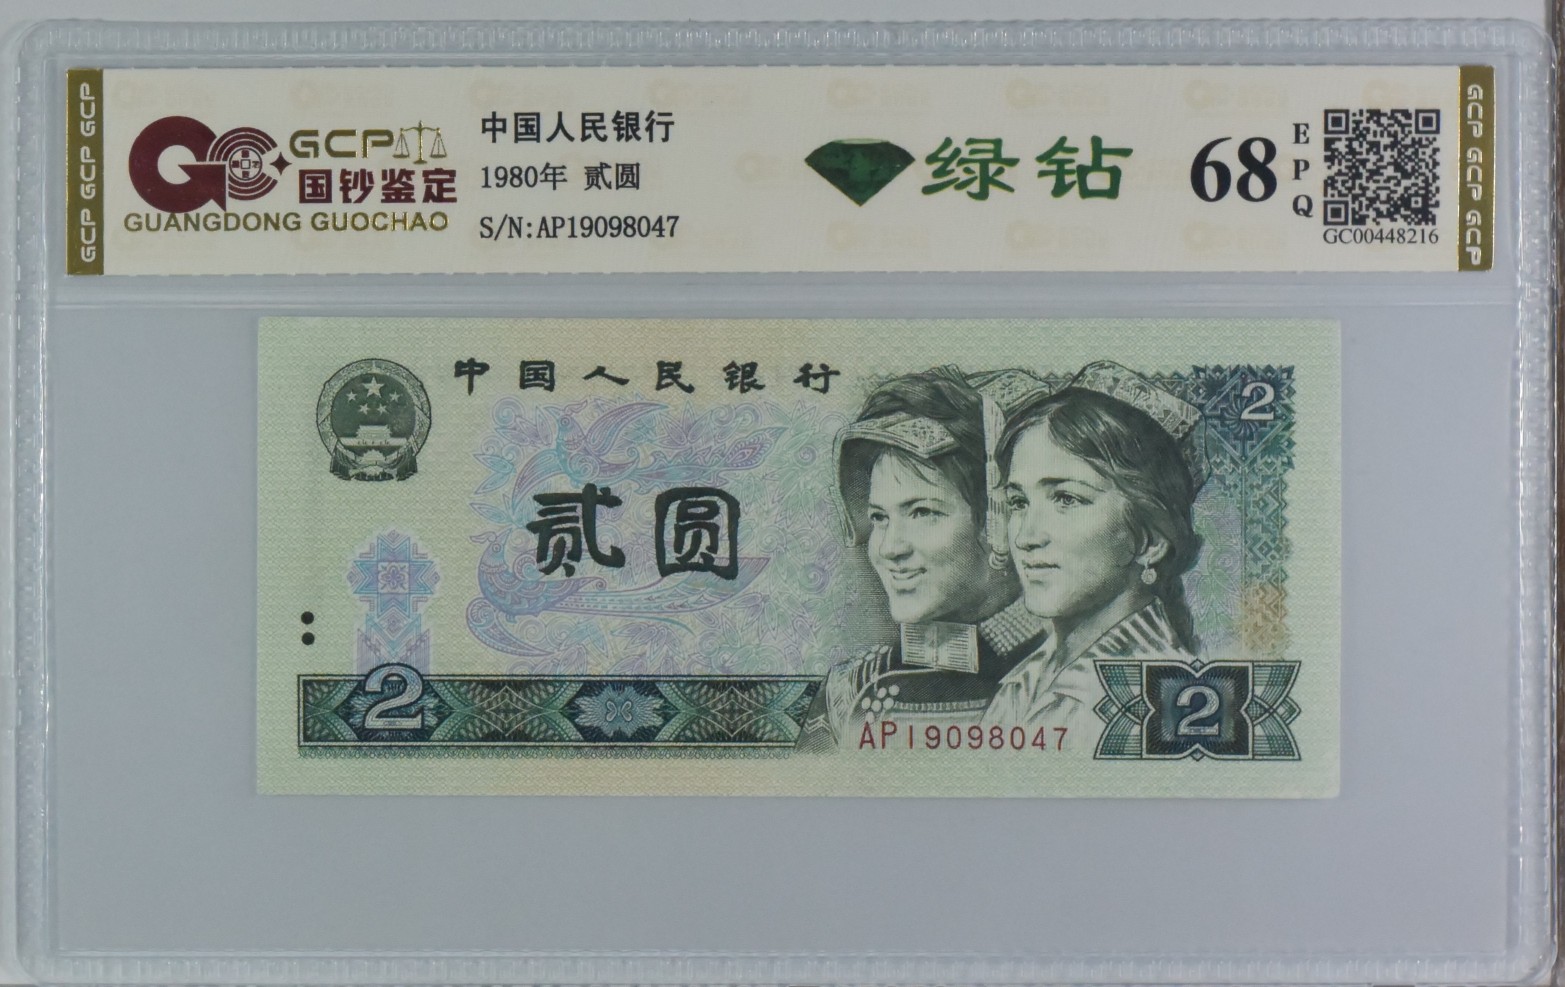 GCP GCP GCP
GCP
国钞鉴定
GUANGDONG GUOCHAO
中国人民银行
1980年 贰圆
S/N:AP19098047
绿钻
68
EPQ
GC00448216
GCP GCP GCP
中国人民银行
2
贰圆
2
AP19098047
2